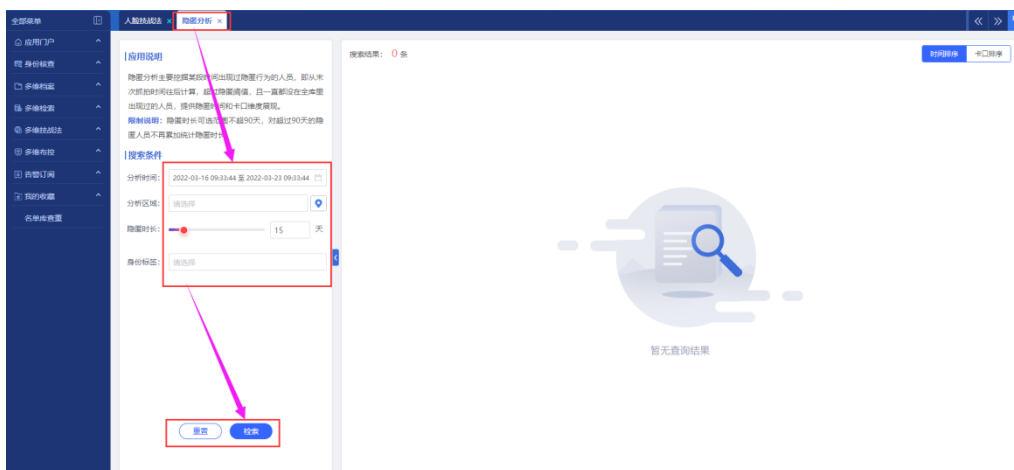 全部菜单
人脸技战法 ×
隐匿分析 ×
应用门户
身份核查
多维档案
多维检索
多维技战法
多维布控
告警订阅
我的收藏
名单库查重
应用说明
隐匿分析主要挖掘某段时间出现过隐匿行为的人员，即从末
次抓拍时间往后计算，超过隐匿阈值，且一直都没在全库里
出现过的人员，提供隐匿时间和卡口维度展现。
限制说明：隐匿时长可选范围不超90天，对超过90天的隐
匿人员不再累加统计隐匿时长
搜索条件
分析时间： 2022-03-16 09:33:44 至 2022-03-23 09:33:44
分析区域： 请选择
隐匿时长： 15 天
身份标签： 请选择
重置
检索
搜索结果： 0 条
时间排序
卡口排序
暂无查询结果